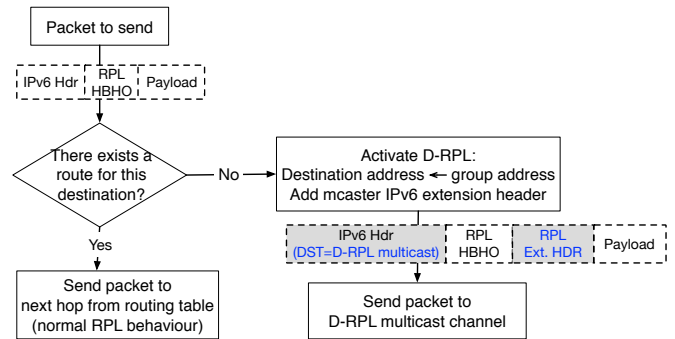 Packet to send
IPv6 Hdr
RPL
HBHO
Payload
There exists a
route for this
destination?
No
Activate D-RPL:
Destination address ← group address
Add mcaster IPv6 extension header
Yes
IPv6 Hdr
(DST=D-RPL multicast)
RPL
HBHO
RPL
Ext. HDR
Payload
Send packet to
next hop from routing table
(normal RPL behaviour)
Send packet to
D-RPL multicast channel